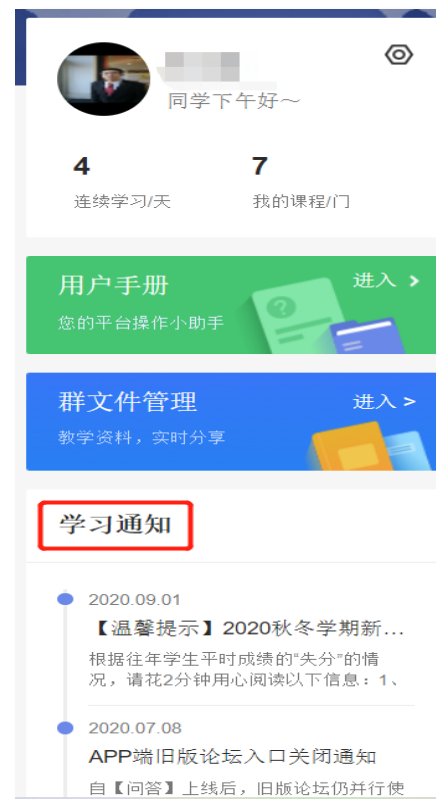 同学下午好～
4
7
连续学习/天
我的课程/门
用户手册
进入 >
您的平台操作小助手
群文件管理
进入 >
教学资料，实时分享
学习通知
2020.09.01
【温馨提示】2020秋冬学期新...
根据往年学生平时成绩的“失分”的情
况，请花2分钟用心阅读以下信息：1、
2020.07.08
APP端旧版论坛入口关闭通知
自【问答】上线后，旧版论坛仍并行使